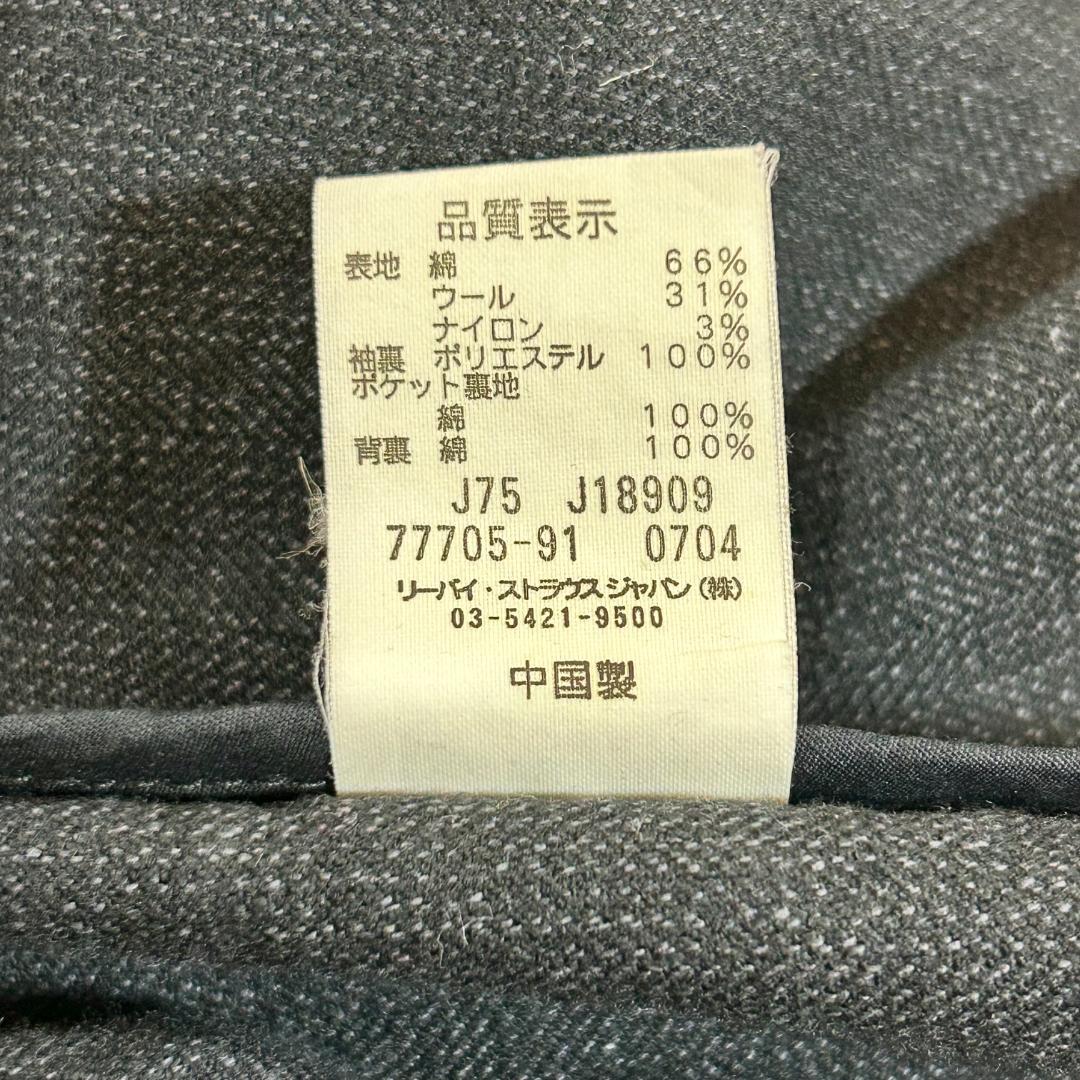 品質表示
表地 綿 66%
ウール 31%
ナイロン 3%
袖裏 ポリエステル 100%
ポケット裏地
綿 100%
背裏 綿 100%
J75 J18909
77705-91 0704
リーバイ・ストラウスジャパン(株)
03-5421-9500
中国製